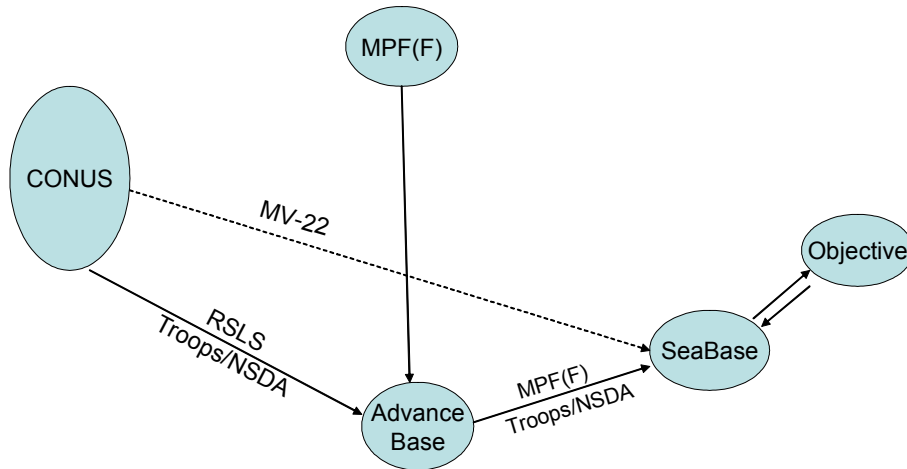 MPF(F)
CONUS
MV-22
Objective
RSLS
Troops/NSDA
SeaBase
MPF(F)
Troops/NSDA
Advance
Base